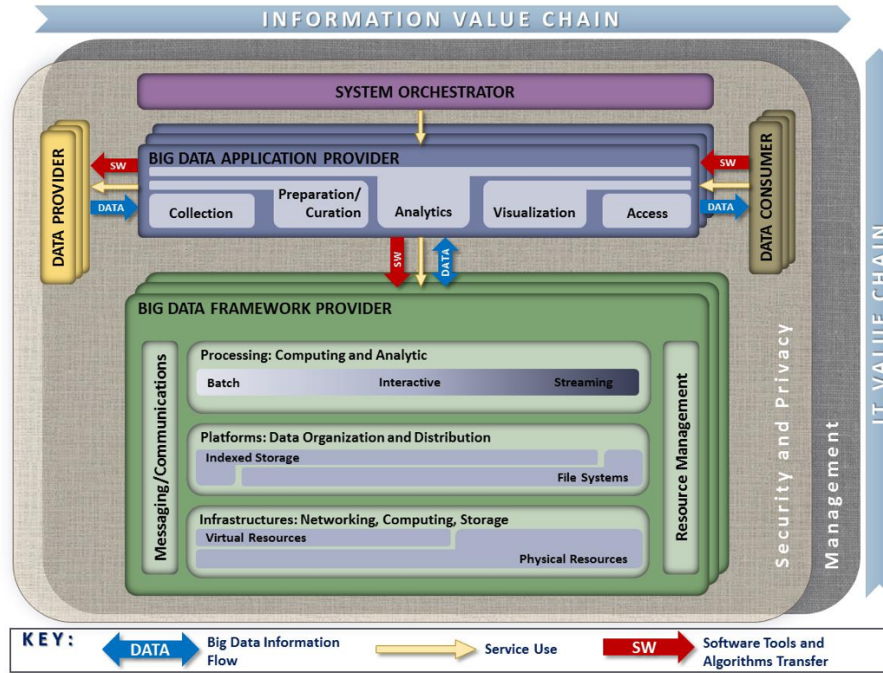 INFORMATION VALUE CHAIN
SYSTEM ORCHESTRATOR
DATA PROVIDER
SW
DATA
BIG DATA APPLICATION PROVIDER
Collection
Preparation/
Curation
Analytics
Visualization
Access
SW
DATA
DATA CONSUMER
SW
DATA
BIG DATA FRAMEWORK PROVIDER
Messaging/Communications
Processing: Computing and Analytic
Batch
Interactive
Streaming
Platforms: Data Organization and Distribution
Indexed Storage
File Systems
Infrastructures: Networking, Computing, Storage
Virtual Resources
Physical Resources
Resource Management
Security and Privacy
Management
IT VALUE CHAIN
KEY:
DATA
Big Data Information
Flow
Service Use
SW
Software Tools and
Algorithms Transfer